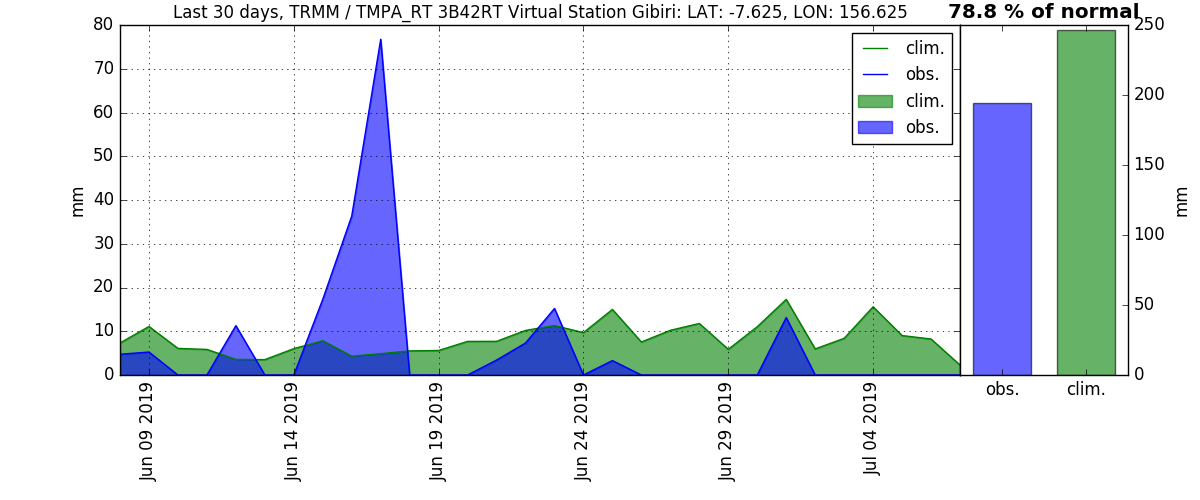 Last 30 days, TRMM / TMPA_RT 3B42RT Virtual Station Gibiri: LAT: -7.625, LON: 156.625
78.8 % of normal
80
70
60
50
40
30
20
10
0
mm
clim.
obs.
clim.
obs.
Jun 09 2019
Jun 14 2019
Jun 19 2019
Jun 24 2019
Jun 29 2019
Jul 04 2019
250
200
150
100
50
0
mm
obs.
clim.